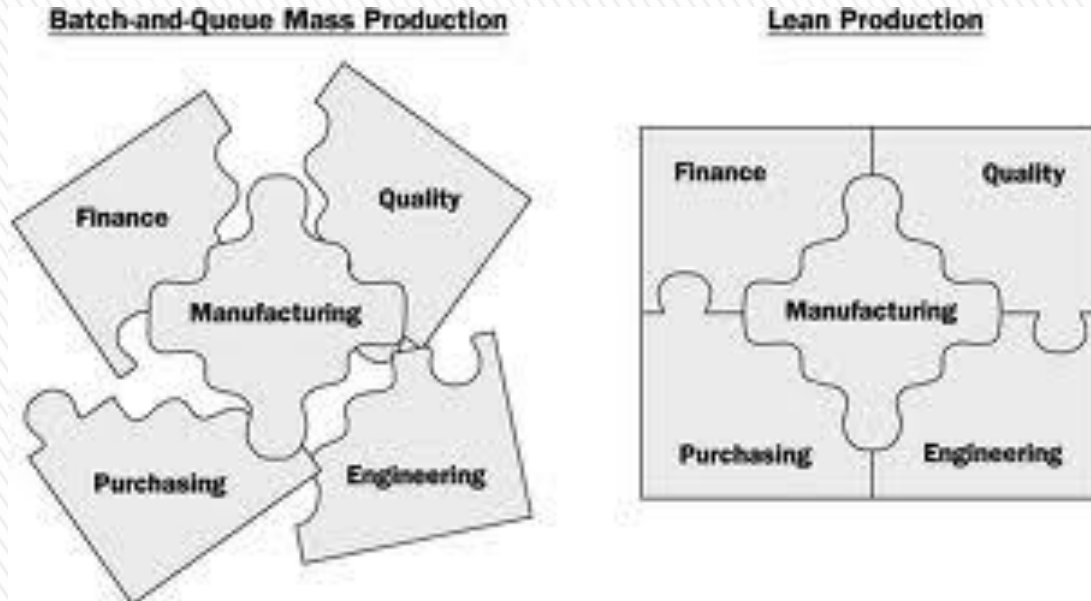 Batch-and-Queue Mass Production
Finance
Quality
Manufacturing
Purchasing
Engineering
Lean Production
Finance
Quality
Manufacturing
Purchasing
Engineering